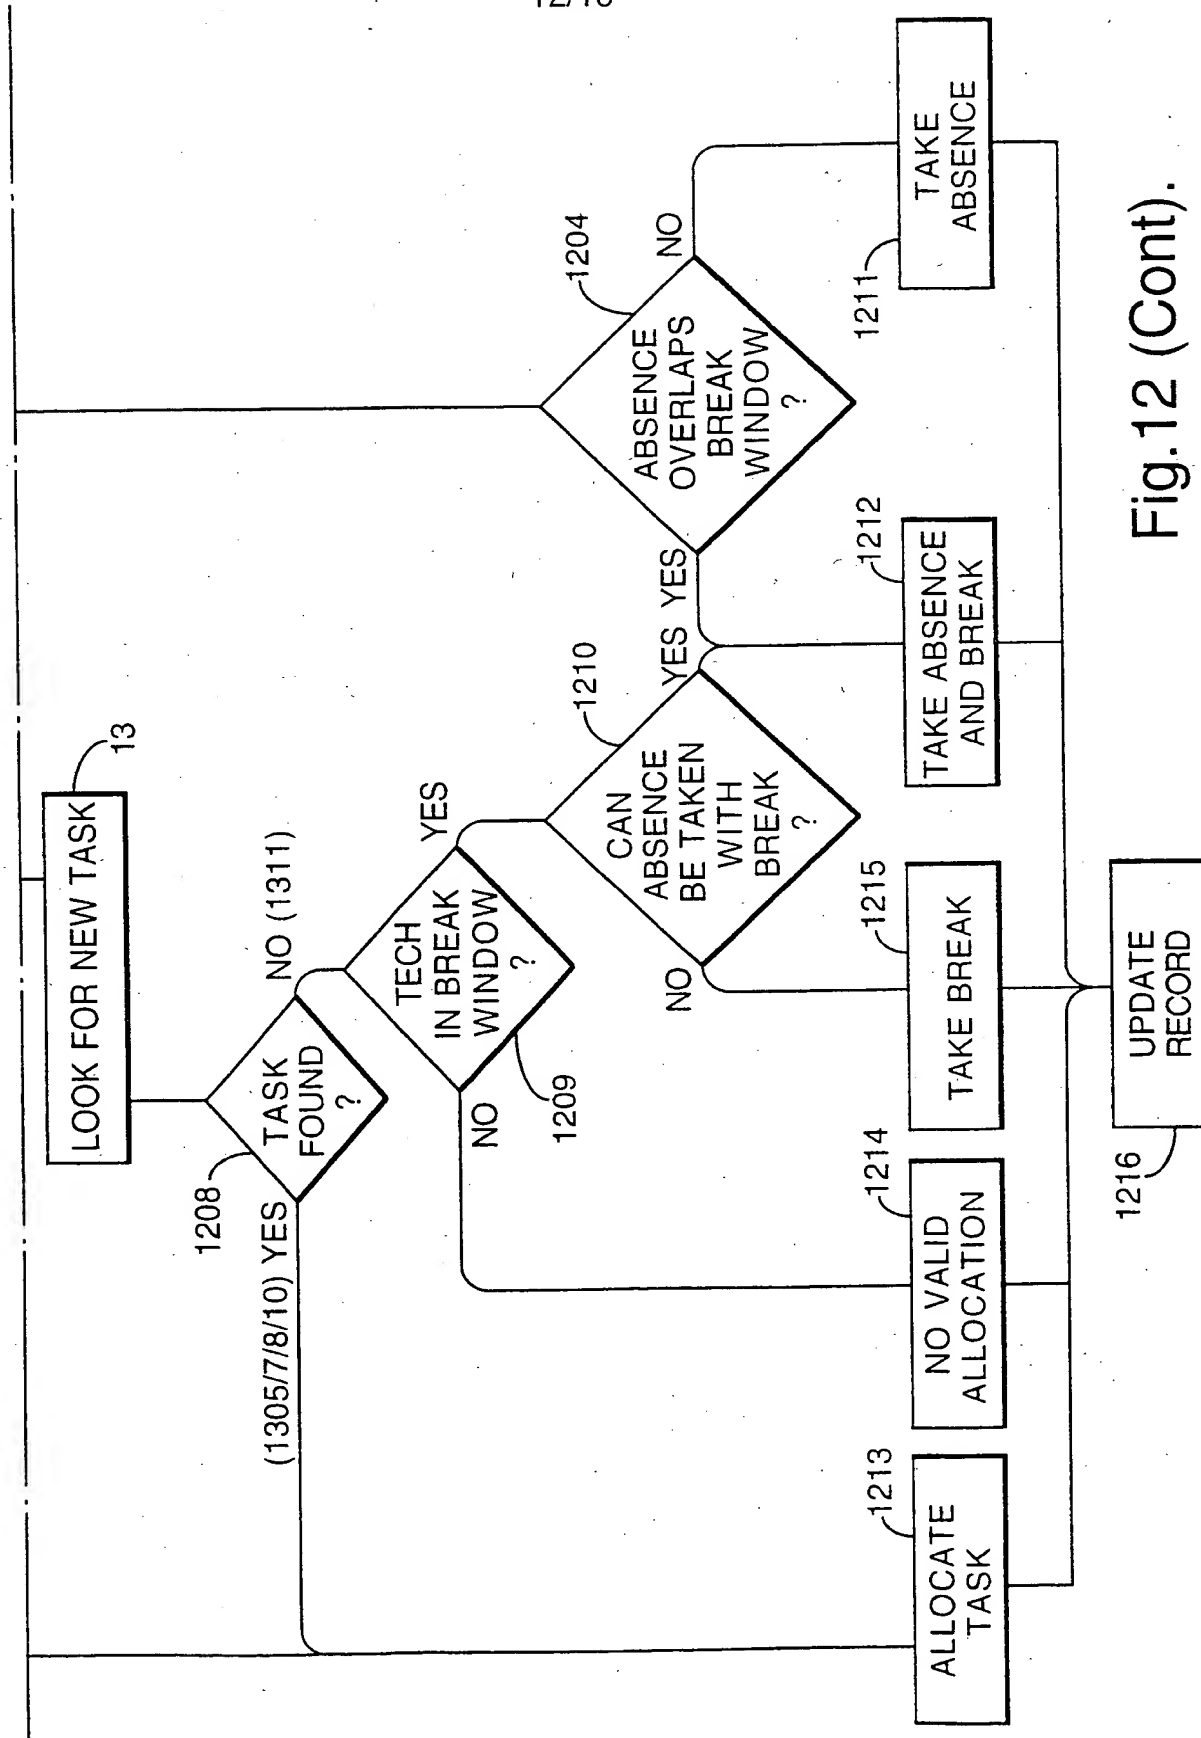 LOOK FOR NEW TASK
13
1208
TASK
FOUND
?
(1305/7/8/10) YES
NO (1311)
TECH
IN BREAK
WINDOW
?
1209
NO
YES
1210
CAN
ABSENCE
BE TAKEN
WITH
BREAK
?
NO
YES
1204
ABSENCE
OVERLAPS
BREAK
WINDOW
?
YES
NO
1213
ALLOCATE
TASK
1214
NO VALID
ALLOCATION
1215
TAKE BREAK
1212
TAKE ABSENCE
AND BREAK
1211
TAKE
ABSENCE
1216
UPDATE
RECORD
Fig.12 (Cont).